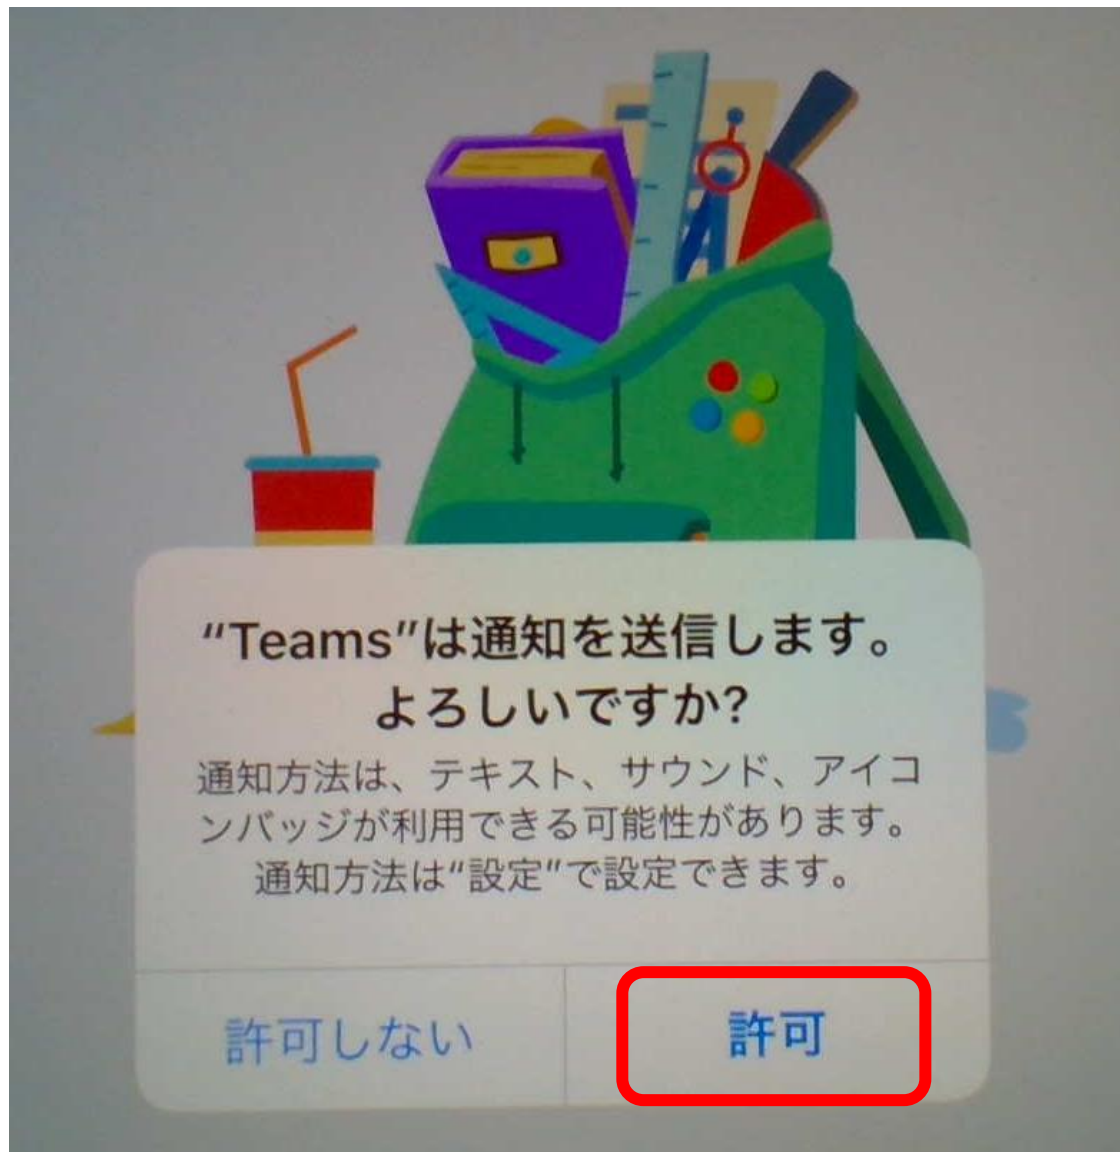 “Teams”は通知を送信します。
よろしいですか?
通知方法は、テキスト、サウンド、アイコ
ンバッジが利用できる可能性があります。
通知方法は“設定”で設定できます。
許可しない
許可